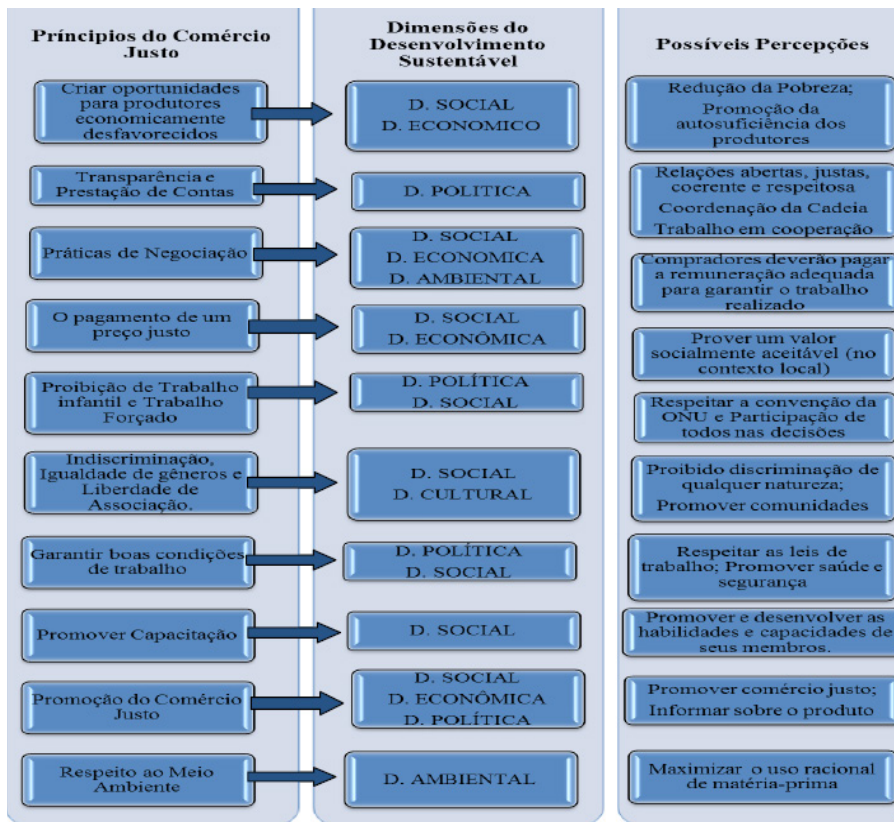 Príncipios do Comércio
Justo
Dimensões do
Desenvolvimento
Sustentável
Possíveis Percepções
Criar oportunidades
para produtores
economicamente
desfavorecidos
D. SOCIAL
D. ECONOMICO
Redução da Pobreza;
Promoção da
autosuficiência dos
produtores
Transparência e
Prestação de Contas
D. POLITICA
Relações abertas, justas,
coerente e respeitosa
Coordenação da Cadeia
Trabalho em cooperação
Práticas de Negociação
D. SOCIAL
D. ECONOMICA
D. AMBIENTAL
Compradores deverão pagar
a remuneração adequada
para garantir o trabalho
realizado
O pagamento de um
preço justo
D. SOCIAL
D. ECONÔMICA
Prover um valor
socialmente aceitável (no
contexto local)
Proibição de Trabalho
infantil e Trabalho
Forçado
D. POLÍTICA
D. SOCIAL
Respeitar a convenção da
ONU e Participação de
todos nas decisões
Indiscriminação,
Igualdade de gêneros e
Liberdade de
Associação.
D. SOCIAL
D. CULTURAL
Proibido discriminação de
qualquer natureza;
Promover comunidades
Garantir boas condições
de trabalho
D. POLÍTICA
D. SOCIAL
Respeitar as leis de
trabalho; Promover saúde e
segurança
Promover Capacitação
D. SOCIAL
Promover e desenvolver as
habilidades e capacidades de
seus membros.
Promoção do Comércio
Justo
D. SOCIAL
D. ECONÔMICA
D. POLÍTICA
Promover comércio justo;
Informar sobre o produto
Respeito ao Meio
Ambiente
D. AMBIENTAL
Maximizar o uso racional
de matéria-prima